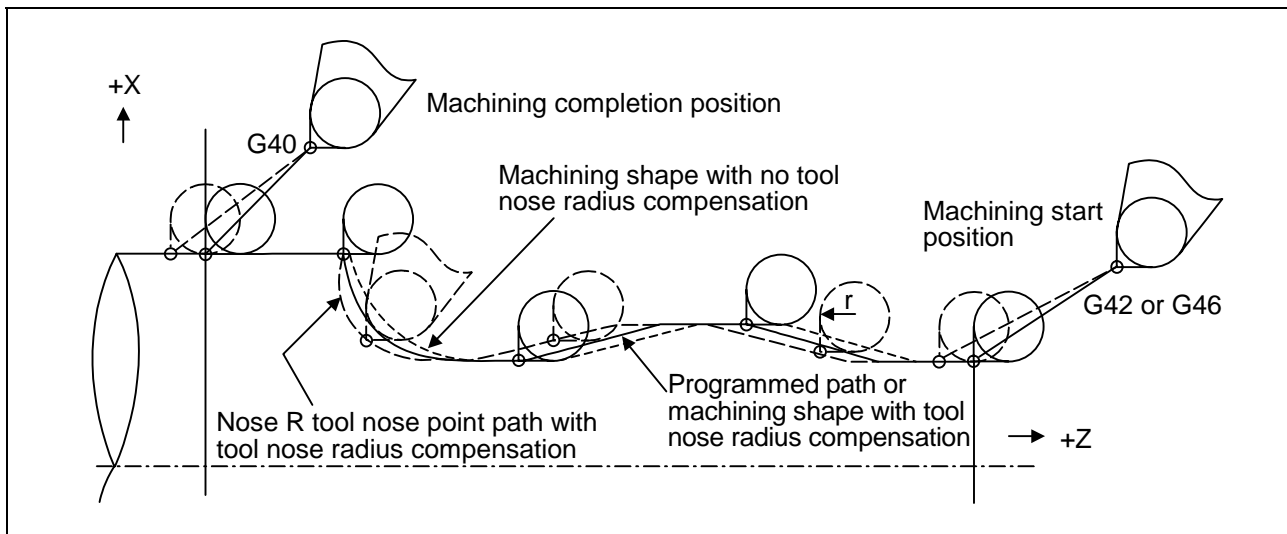 +X
Machining completion position
G40
Machining shape with no tool
nose radius compensation
Machining start
position
r
G42 or G46
Nose R tool nose point path with
tool nose radius compensation
Programmed path or
machining shape with tool
nose radius compensation
+Z